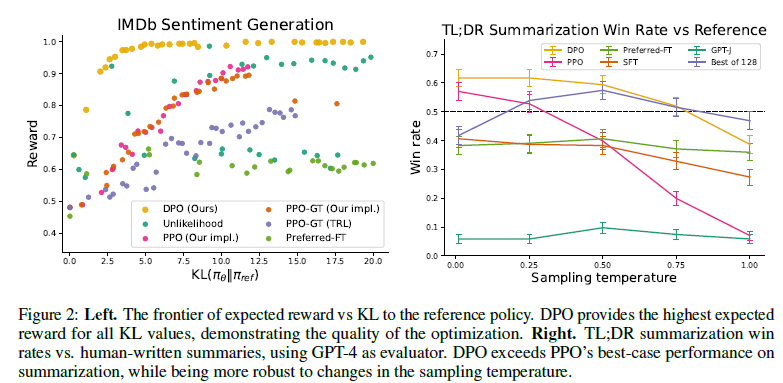 IMDb Sentiment Generation
Reward
1.0
0.9
0.8
0.7
0.6
0.5
0.4
0.0 2.5 5.0 7.5 10.0 12.5 15.0 17.5 20.0
KL(πθ‖πref)
DPO (Ours)
Unlikelihood
PPO (Our impl.)
PPO-GT (Our impl.)
PPO-GT (TRL)
Preferred-FT
TL;DR Summarization Win Rate vs Reference
Win rate
0.7
0.6
0.5
0.4
0.3
0.2
0.1
0.0
0.00 0.25 0.50 0.75 1.00
Sampling temperature
DPO
PPO
Preferred-FT
SFT
GPT-J
Best of 128
Figure 2: Left. The frontier of expected reward vs KL to the reference policy. DPO provides the highest expected
reward for all KL values, demonstrating the quality of the optimization. Right. TL;DR summarization win
rates vs. human-written summaries, using GPT-4 as evaluator. DPO exceeds PPO's best-case performance on
summarization, while being more robust to changes in the sampling temperature.